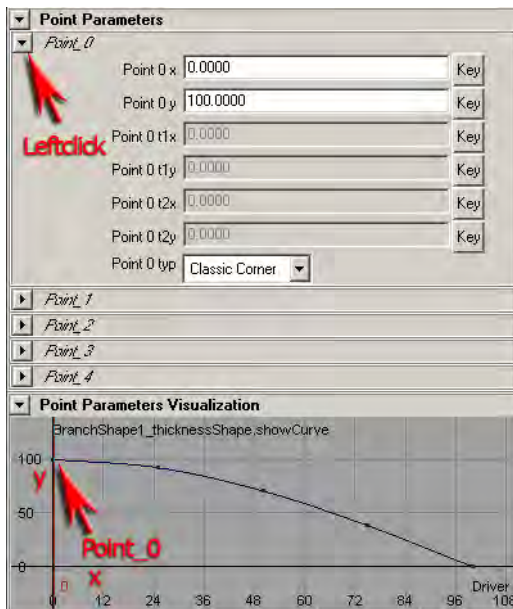 Point Parameters
Point_0
Point 0 x 0.0000 Key
Point 0 y 100.0000 Key
Leftclick
Point 0 t1x 0.0000 Key
Point 0 t1y 0.0000 Key
Point 0 t2x 0.0000 Key
Point 0 t2y 0.0000 Key
Point 0 typ Classic Corner
Point_1
Point_2
Point_3
Point_4
Point Parameters Visualization
BranchShape1_thicknessShape.showCurve
100
y
50
Point_0
0
0 x Driver
0 12 24 36 48 60 72 84 96 108